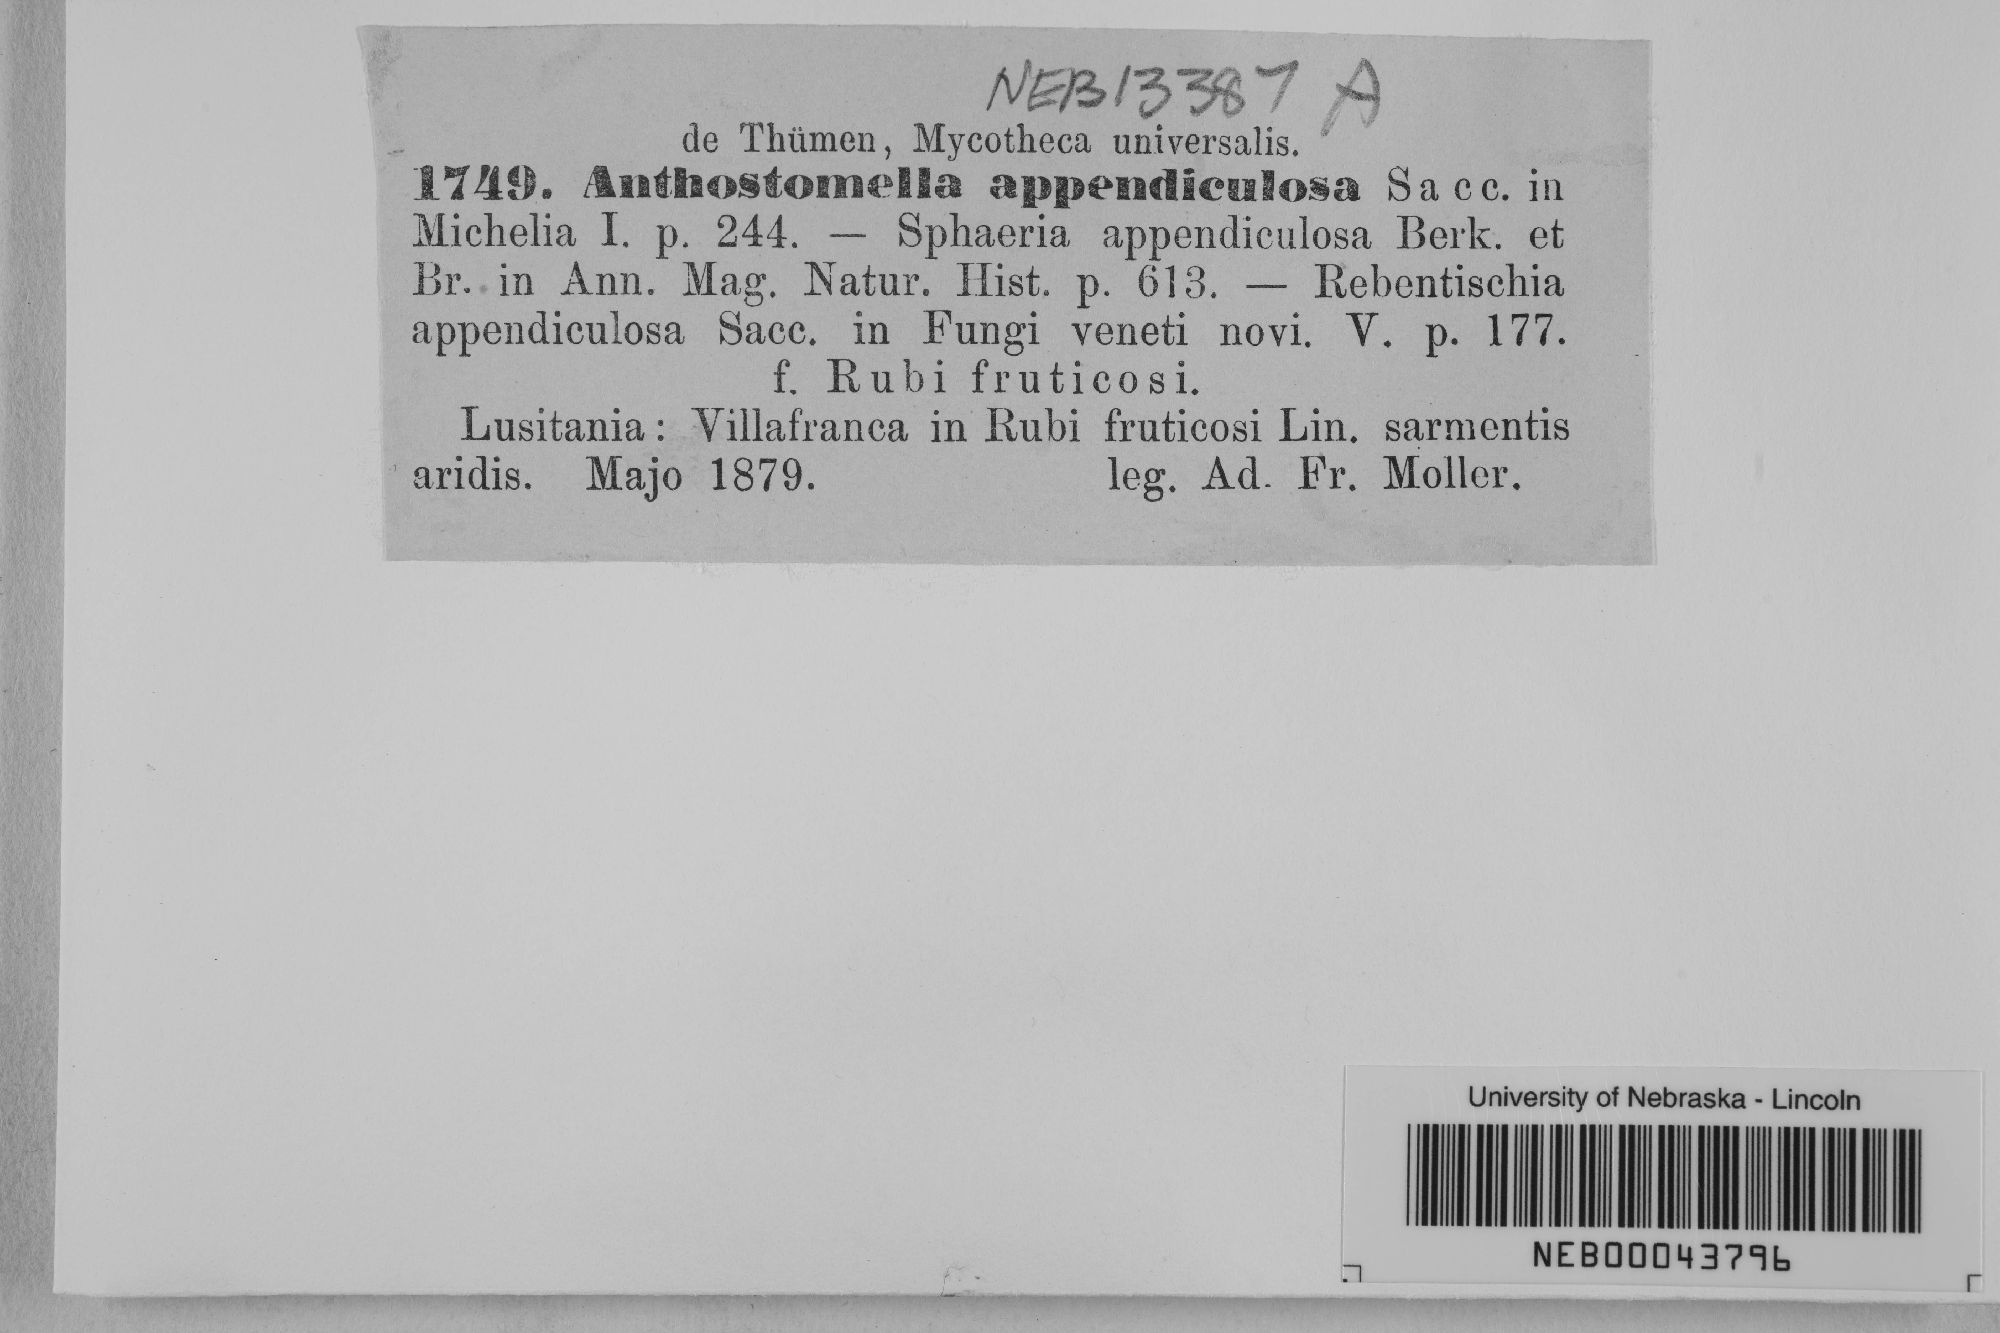 NEB13387 A
de Thümen, Mycotheca universalis.
1749. Anthostomella appendiculosa Sacc. in
Michelia I. p. 244. — Sphaeria appendiculosa Berk. et
Br. in Ann. Mag. Natur. Hist. p. 613. — Rebentischia
appendiculosa Sacc. in Fungi veneti novi. V. p. 177.
f. Rubi fruticosi.
Lusitania: Villafranca in Rubi fruticosi Lin. sarmentis
aridis. Majo 1879. leg. Ad. Fr. Moller.
University of Nebraska - Lincoln
NEB00043796